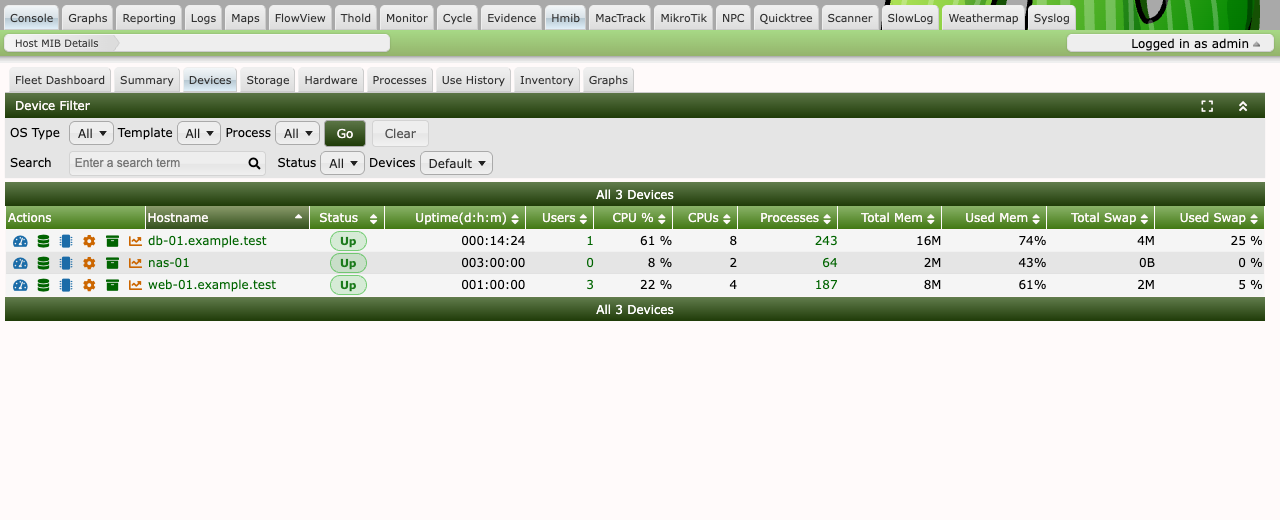 Console Graphs Reporting Logs Maps FlowView Thold Monitor Cycle Evidence Hmib MacTrack MikroTik NPC Quicktree Scanner SlowLog Weathermap Syslog
Host MIB Details Logged in as admin
Fleet Dashboard Summary Devices Storage Hardware Processes Use History Inventory Graphs
Device Filter
OS Type All Template All Process All Go Clear
Search Enter a search term Status All Devices Default
All 3 Devices
Actions Hostname Status Uptime(d:h:m) Users CPU % CPUs Processes Total Mem Used Mem Total Swap Used Swap
db-01.example.test Up 000:14:24 1 61 % 8 243 16M 74% 4M 25 %
nas-01 Up 003:00:00 0 8 % 2 64 2M 43% 0B 0 %
web-01.example.test Up 001:00:00 3 22 % 4 187 8M 61% 2M 5 %
All 3 Devices